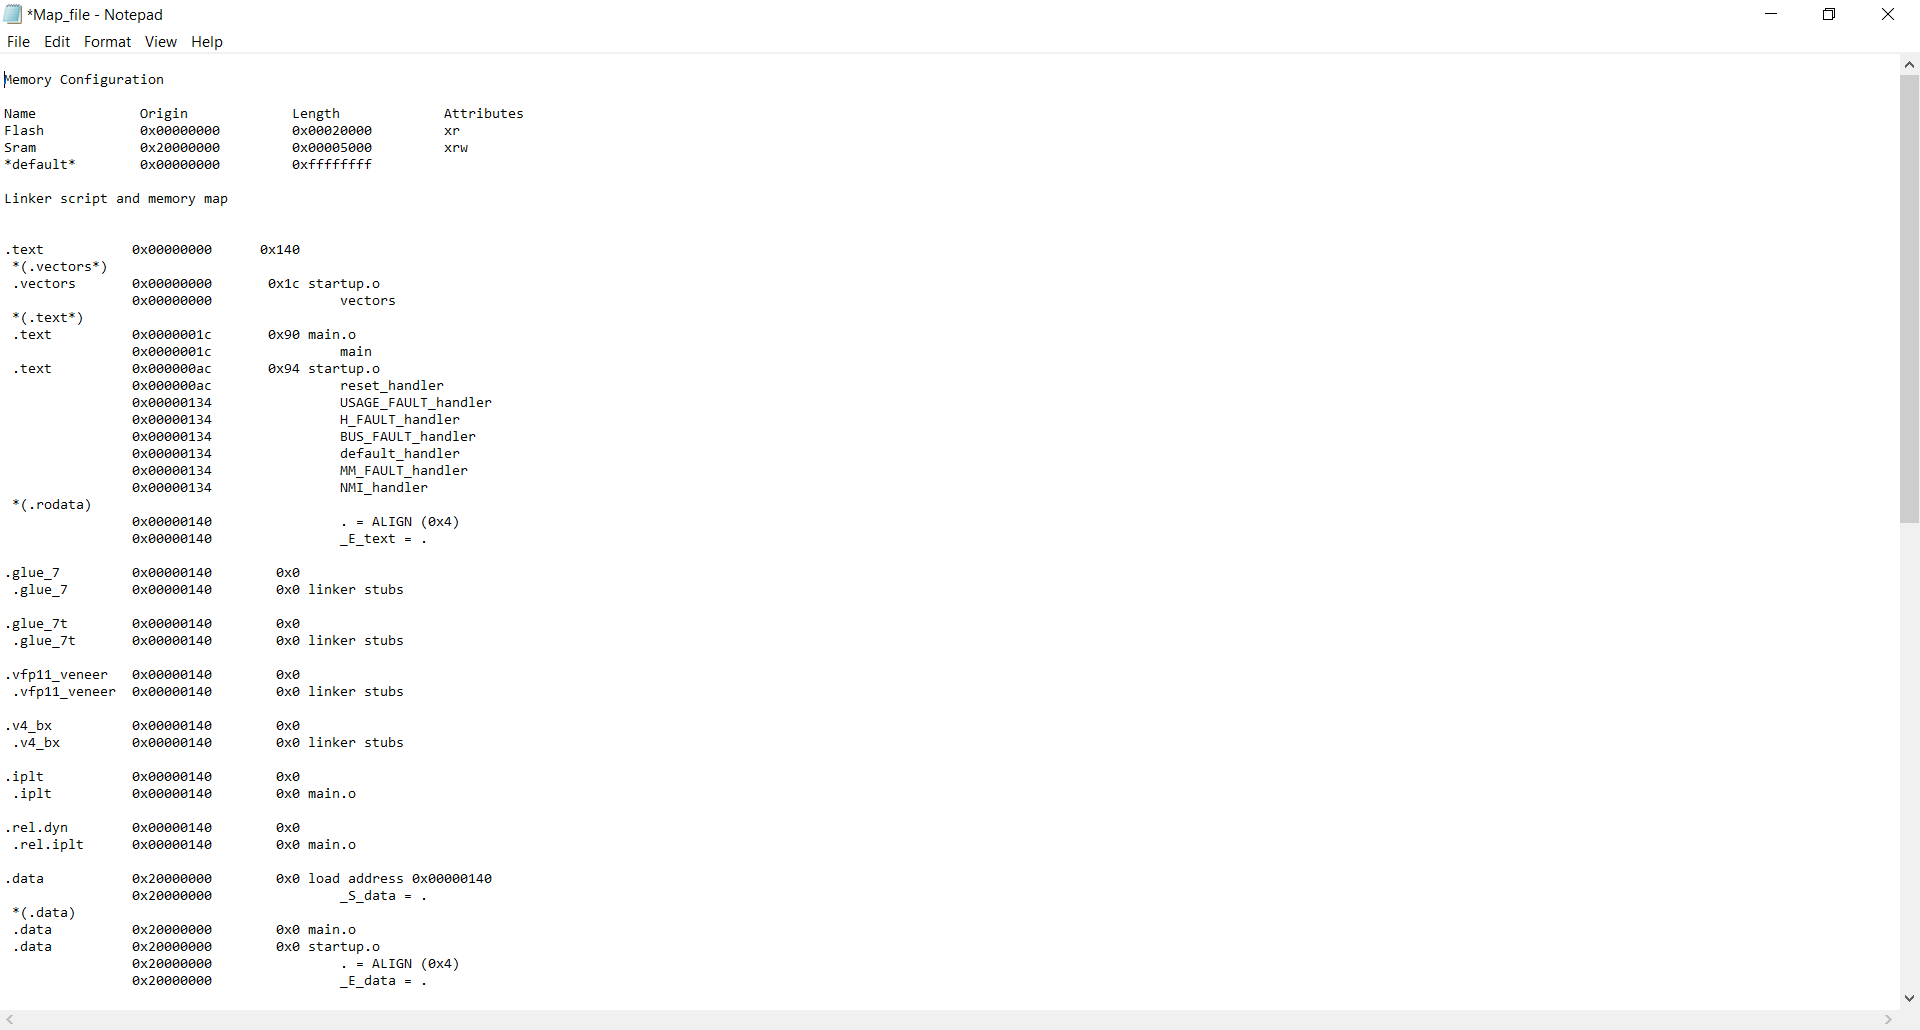 *Map_file - Notepad
File Edit Format View Help
Memory Configuration
Name Origin Length Attributes
Flash 0x00000000 0x00020000 xr
Sram 0x20000000 0x00005000 xrw
*default* 0x00000000 0xffffffff
Linker script and memory map
.text 0x00000000 0x140
*(.vectors*)
.vectors 0x00000000 0x1c startup.o
0x00000000 vectors
*(.text*)
.text 0x0000001c 0x90 main.o
0x0000001c main
.text 0x000000ac 0x94 startup.o
0x000000ac reset_handler
0x00000134 USAGE_FAULT_handler
0x00000134 H_FAULT_handler
0x00000134 BUS_FAULT_handler
0x00000134 default_handler
0x00000134 MM_FAULT_handler
0x00000134 NMI_handler
*(.rodata)
0x00000140 . = ALIGN (0x4)
0x00000140 _E_text = .
.glue_7 0x00000140 0x0
.glue_7 0x00000140 0x0 linker stubs
.glue_7t 0x00000140 0x0
.glue_7t 0x00000140 0x0 linker stubs
.vfp11_veneer 0x00000140 0x0
.vfp11_veneer 0x00000140 0x0 linker stubs
.v4_bx 0x00000140 0x0
.v4_bx 0x00000140 0x0 linker stubs
.iplt 0x00000140 0x0
.iplt 0x00000140 0x0 main.o
.rel.dyn 0x00000140 0x0
.rel.iplt 0x00000140 0x0 main.o
.data 0x20000000 0x0 load address 0x00000140
0x20000000 _S_data = .
*(.data)
.data 0x20000000 0x0 main.o
.data 0x20000000 0x0 startup.o
0x20000000 . = ALIGN (0x4)
0x20000000 _E_data = .